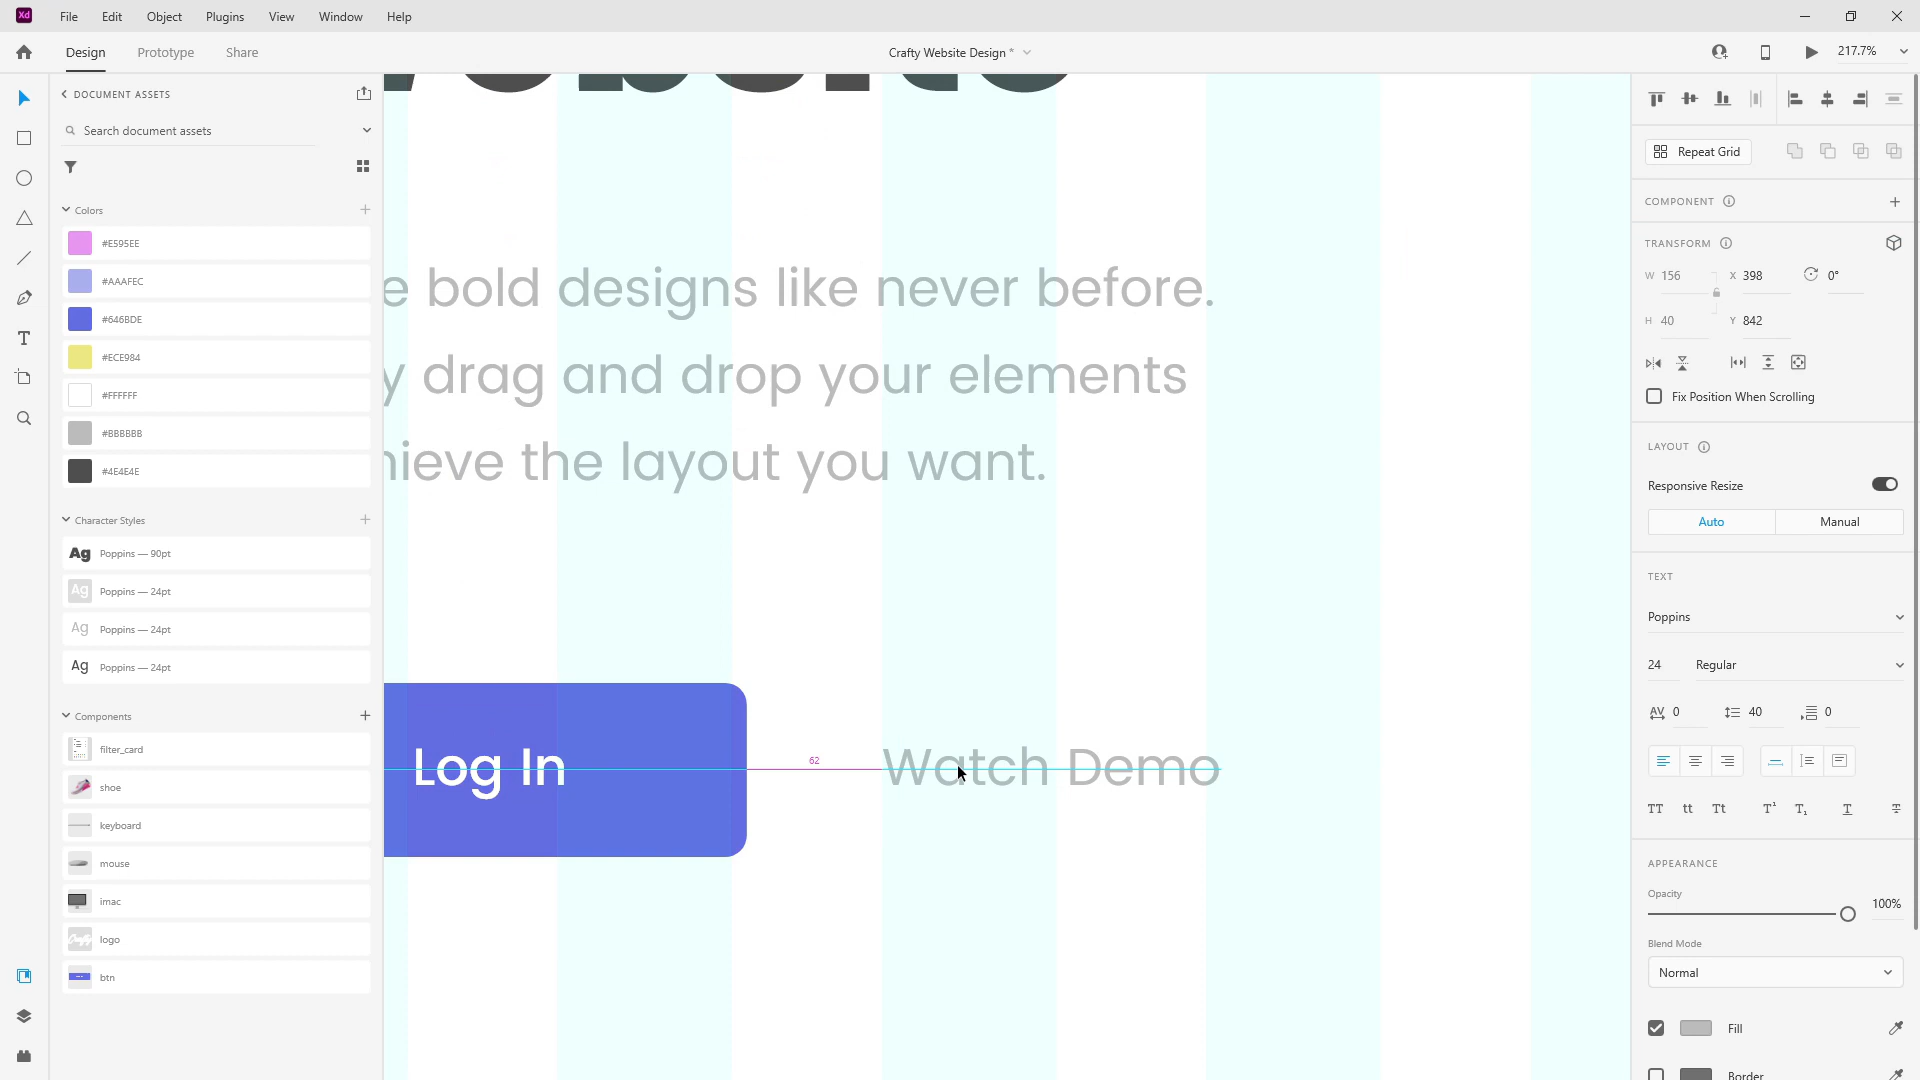 Xd
File Edit Object Plugins View Window Help
Design Prototype Share
Crafty Website Design *
217.7%
DOCUMENT ASSETS
Search document assets
Colors
#E595EE
#AAAFEC
#646BDE
#ECE984
#FFFFFF
#BBBBBB
#4E4E4E
Character Styles
Ag Poppins — 90pt
Ag Poppins — 24pt
Ag Poppins — 24pt
Ag Poppins — 24pt
Components
filter_card
shoe
keyboard
mouse
imac
logo
btn
e bold designs like never before.
y drag and drop your elements
hieve the layout you want.
Log In
62
Watch Demo
Repeat Grid
COMPONENT
TRANSFORM
W 156 X 398 0°
H 40 Y 842
Fix Position When Scrolling
LAYOUT
Responsive Resize
Auto Manual
TEXT
Poppins
24 Regular
AV 0 40 0
TT tt Tt T¹ T₁ T T
APPEARANCE
Opacity
100%
Blend Mode
Normal
Fill
Border